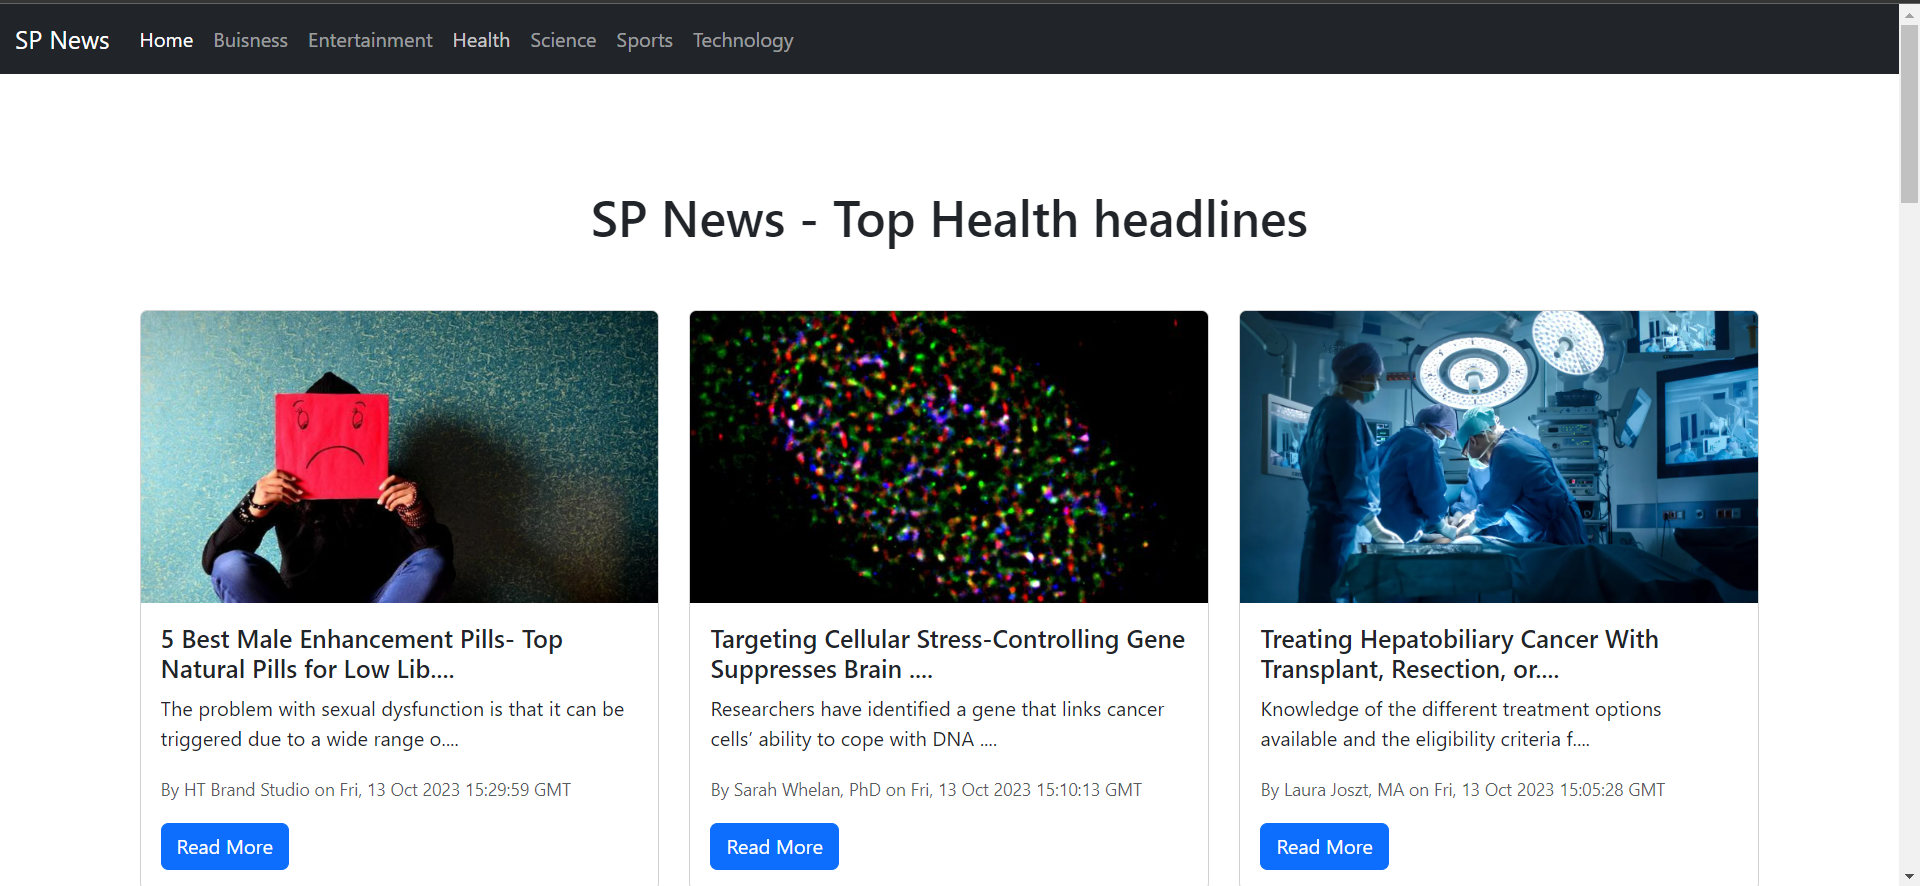 SP News Home Buisness Entertainment Health Science Sports Technology
SP News - Top Health headlines
5 Best Male Enhancement Pills- Top
Natural Pills for Low Lib....
The problem with sexual dysfunction is that it can be
triggered due to a wide range o....
By HT Brand Studio on Fri, 13 Oct 2023 15:29:59 GMT
Read More
Targeting Cellular Stress-Controlling Gene
Suppresses Brain ....
Researchers have identified a gene that links cancer
cells’ ability to cope with DNA ....
By Sarah Whelan, PhD on Fri, 13 Oct 2023 15:10:13 GMT
Read More
Treating Hepatobiliary Cancer With
Transplant, Resection, or....
Knowledge of the different treatment options
available and the eligibility criteria f....
By Laura Joszt, MA on Fri, 13 Oct 2023 15:05:28 GMT
Read More